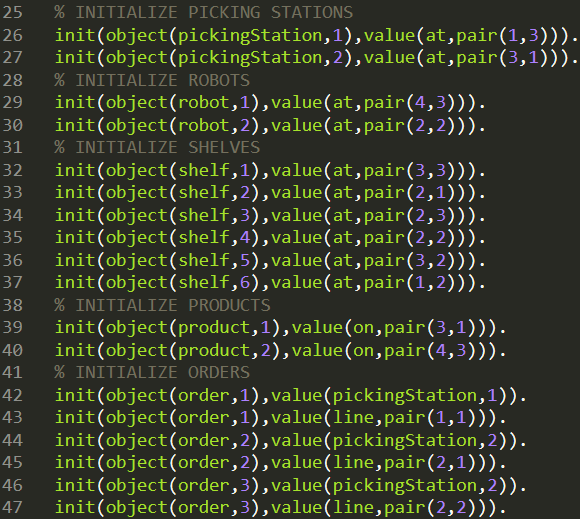 25 % INITIALIZE PICKING STATIONS
26 init(object(pickingStation,1),value(at,pair(1,3))).
27 init(object(pickingStation,2),value(at,pair(3,1))).
28 % INITIALIZE ROBOTS
29 init(object(robot,1),value(at,pair(4,3))).
30 init(object(robot,2),value(at,pair(2,2))).
31 % INITIALIZE SHELVES
32 init(object(shelf,1),value(at,pair(3,3))).
33 init(object(shelf,2),value(at,pair(2,1))).
34 init(object(shelf,3),value(at,pair(2,3))).
35 init(object(shelf,4),value(at,pair(2,2))).
36 init(object(shelf,5),value(at,pair(3,2))).
37 init(object(shelf,6),value(at,pair(1,2))).
38 % INITIALIZE PRODUCTS
39 init(object(product,1),value(on,pair(3,1))).
40 init(object(product,2),value(on,pair(4,3))).
41 % INITIALIZE ORDERS
42 init(object(order,1),value(pickingStation,1)).
43 init(object(order,1),value(line,pair(1,1))).
44 init(object(order,2),value(pickingStation,2)).
45 init(object(order,2),value(line,pair(2,1))).
46 init(object(order,3),value(pickingStation,2)).
47 init(object(order,3),value(line,pair(2,2))).